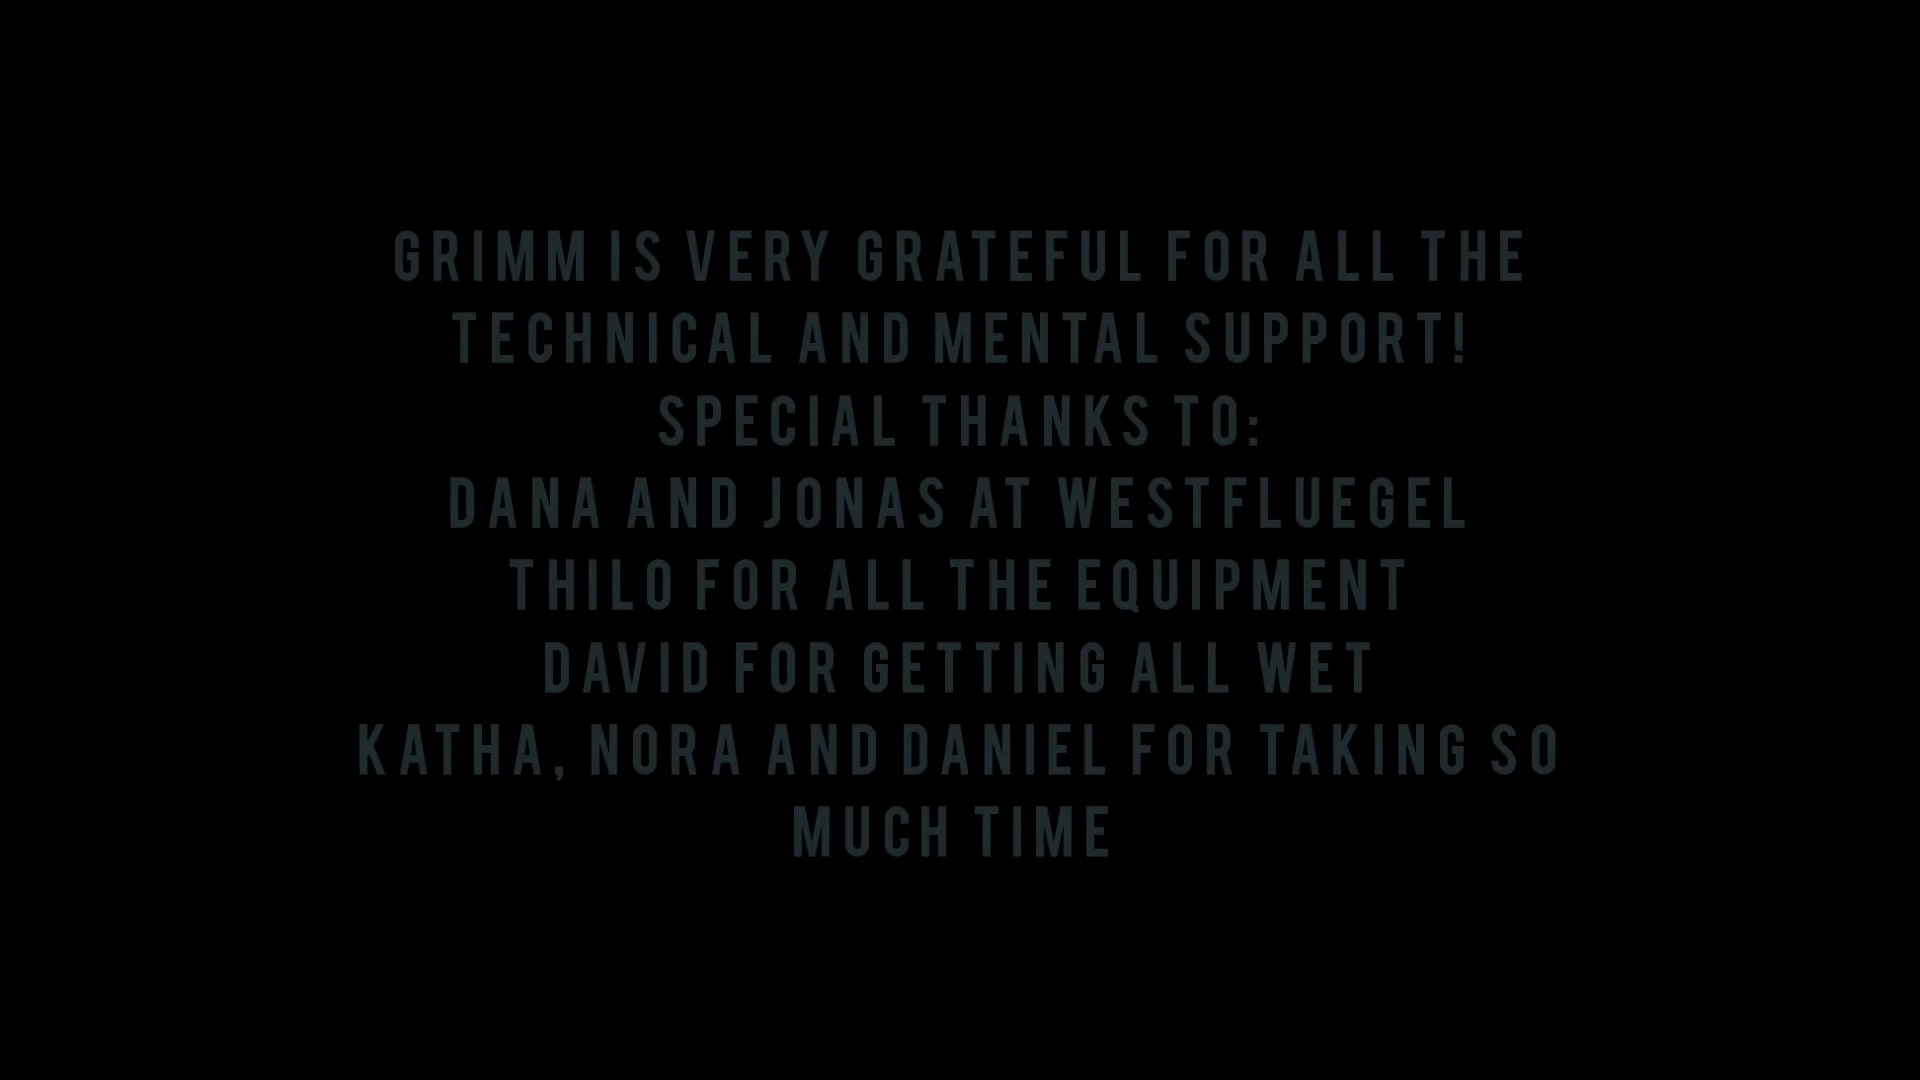 GRIMM IS VERY GRATEFUL FOR ALL THE
TECHNICAL AND MENTAL SUPPORT!
SPECIAL THANKS TO:
DANA AND JONAS AT WESTFLUEGEL
THILO FOR ALL THE EQUIPMENT
DAVID FOR GETTING ALL WET
KATHA, NORA AND DANIEL FOR TAKING SO
MUCH TIME